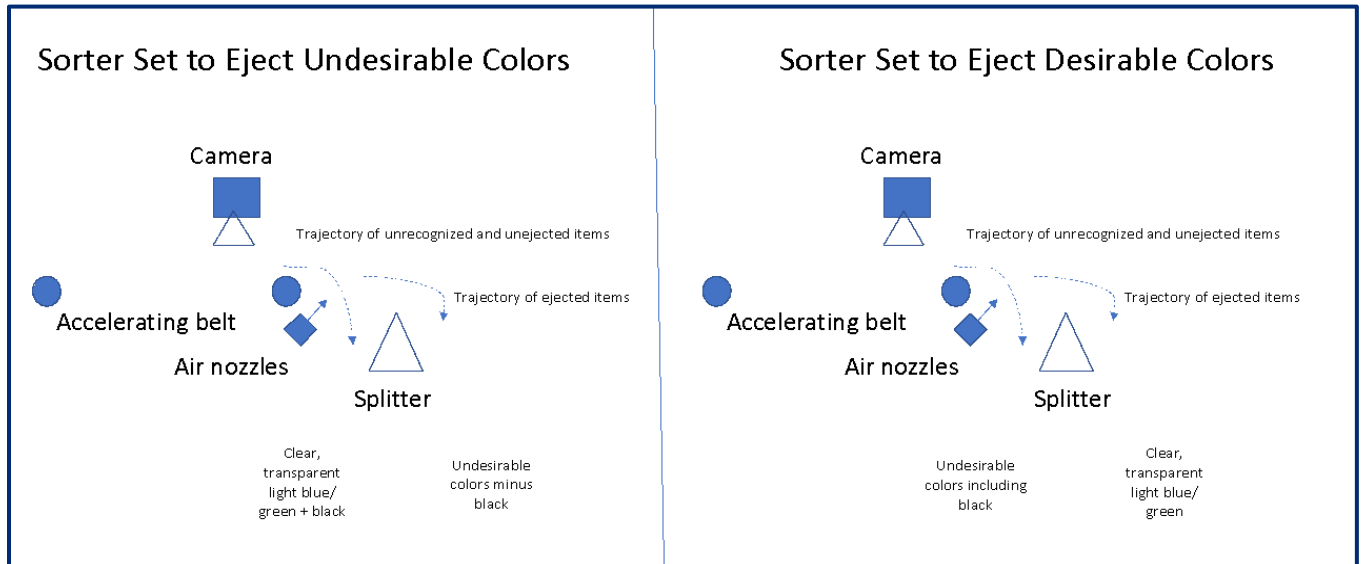 Sorter Set to Eject Undesirable Colors
Camera
Trajectory of unrecognized and unejected items
Trajectory of ejected items
Accelerating belt
Air nozzles
Splitter
Clear,
transparent
light blue/
green + black
Undesirable
colors minus
black
Sorter Set to Eject Desirable Colors
Camera
Trajectory of unrecognized and unejected items
Trajectory of ejected items
Accelerating belt
Air nozzles
Splitter
Undesirable
colors including
black
Clear,
transparent
light blue/
green